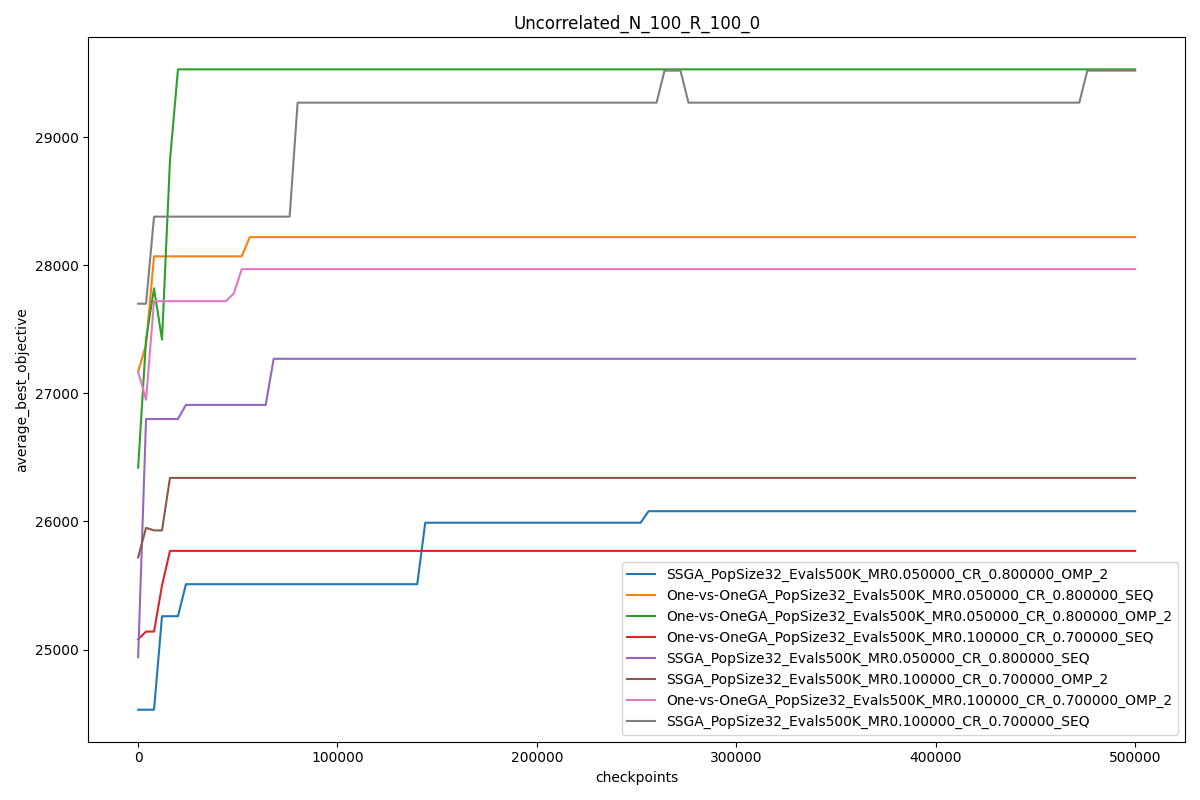 Uncorrelated_N_100_R_100_0
average_best_objective
29000
28000
27000
26000
25000
SSGA_PopSize32_Evals500K_MR0.050000_CR_0.800000_OMP_2
One-vs-OneGA_PopSize32_Evals500K_MR0.050000_CR_0.800000_SEQ
One-vs-OneGA_PopSize32_Evals500K_MR0.050000_CR_0.800000_OMP_2
One-vs-OneGA_PopSize32_Evals500K_MR0.100000_CR_0.700000_SEQ
SSGA_PopSize32_Evals500K_MR0.050000_CR_0.800000_SEQ
SSGA_PopSize32_Evals500K_MR0.100000_CR_0.700000_OMP_2
One-vs-OneGA_PopSize32_Evals500K_MR0.100000_CR_0.700000_OMP_2
SSGA_PopSize32_Evals500K_MR0.100000_CR_0.700000_SEQ
0 100000 200000 300000 400000 500000
checkpoints